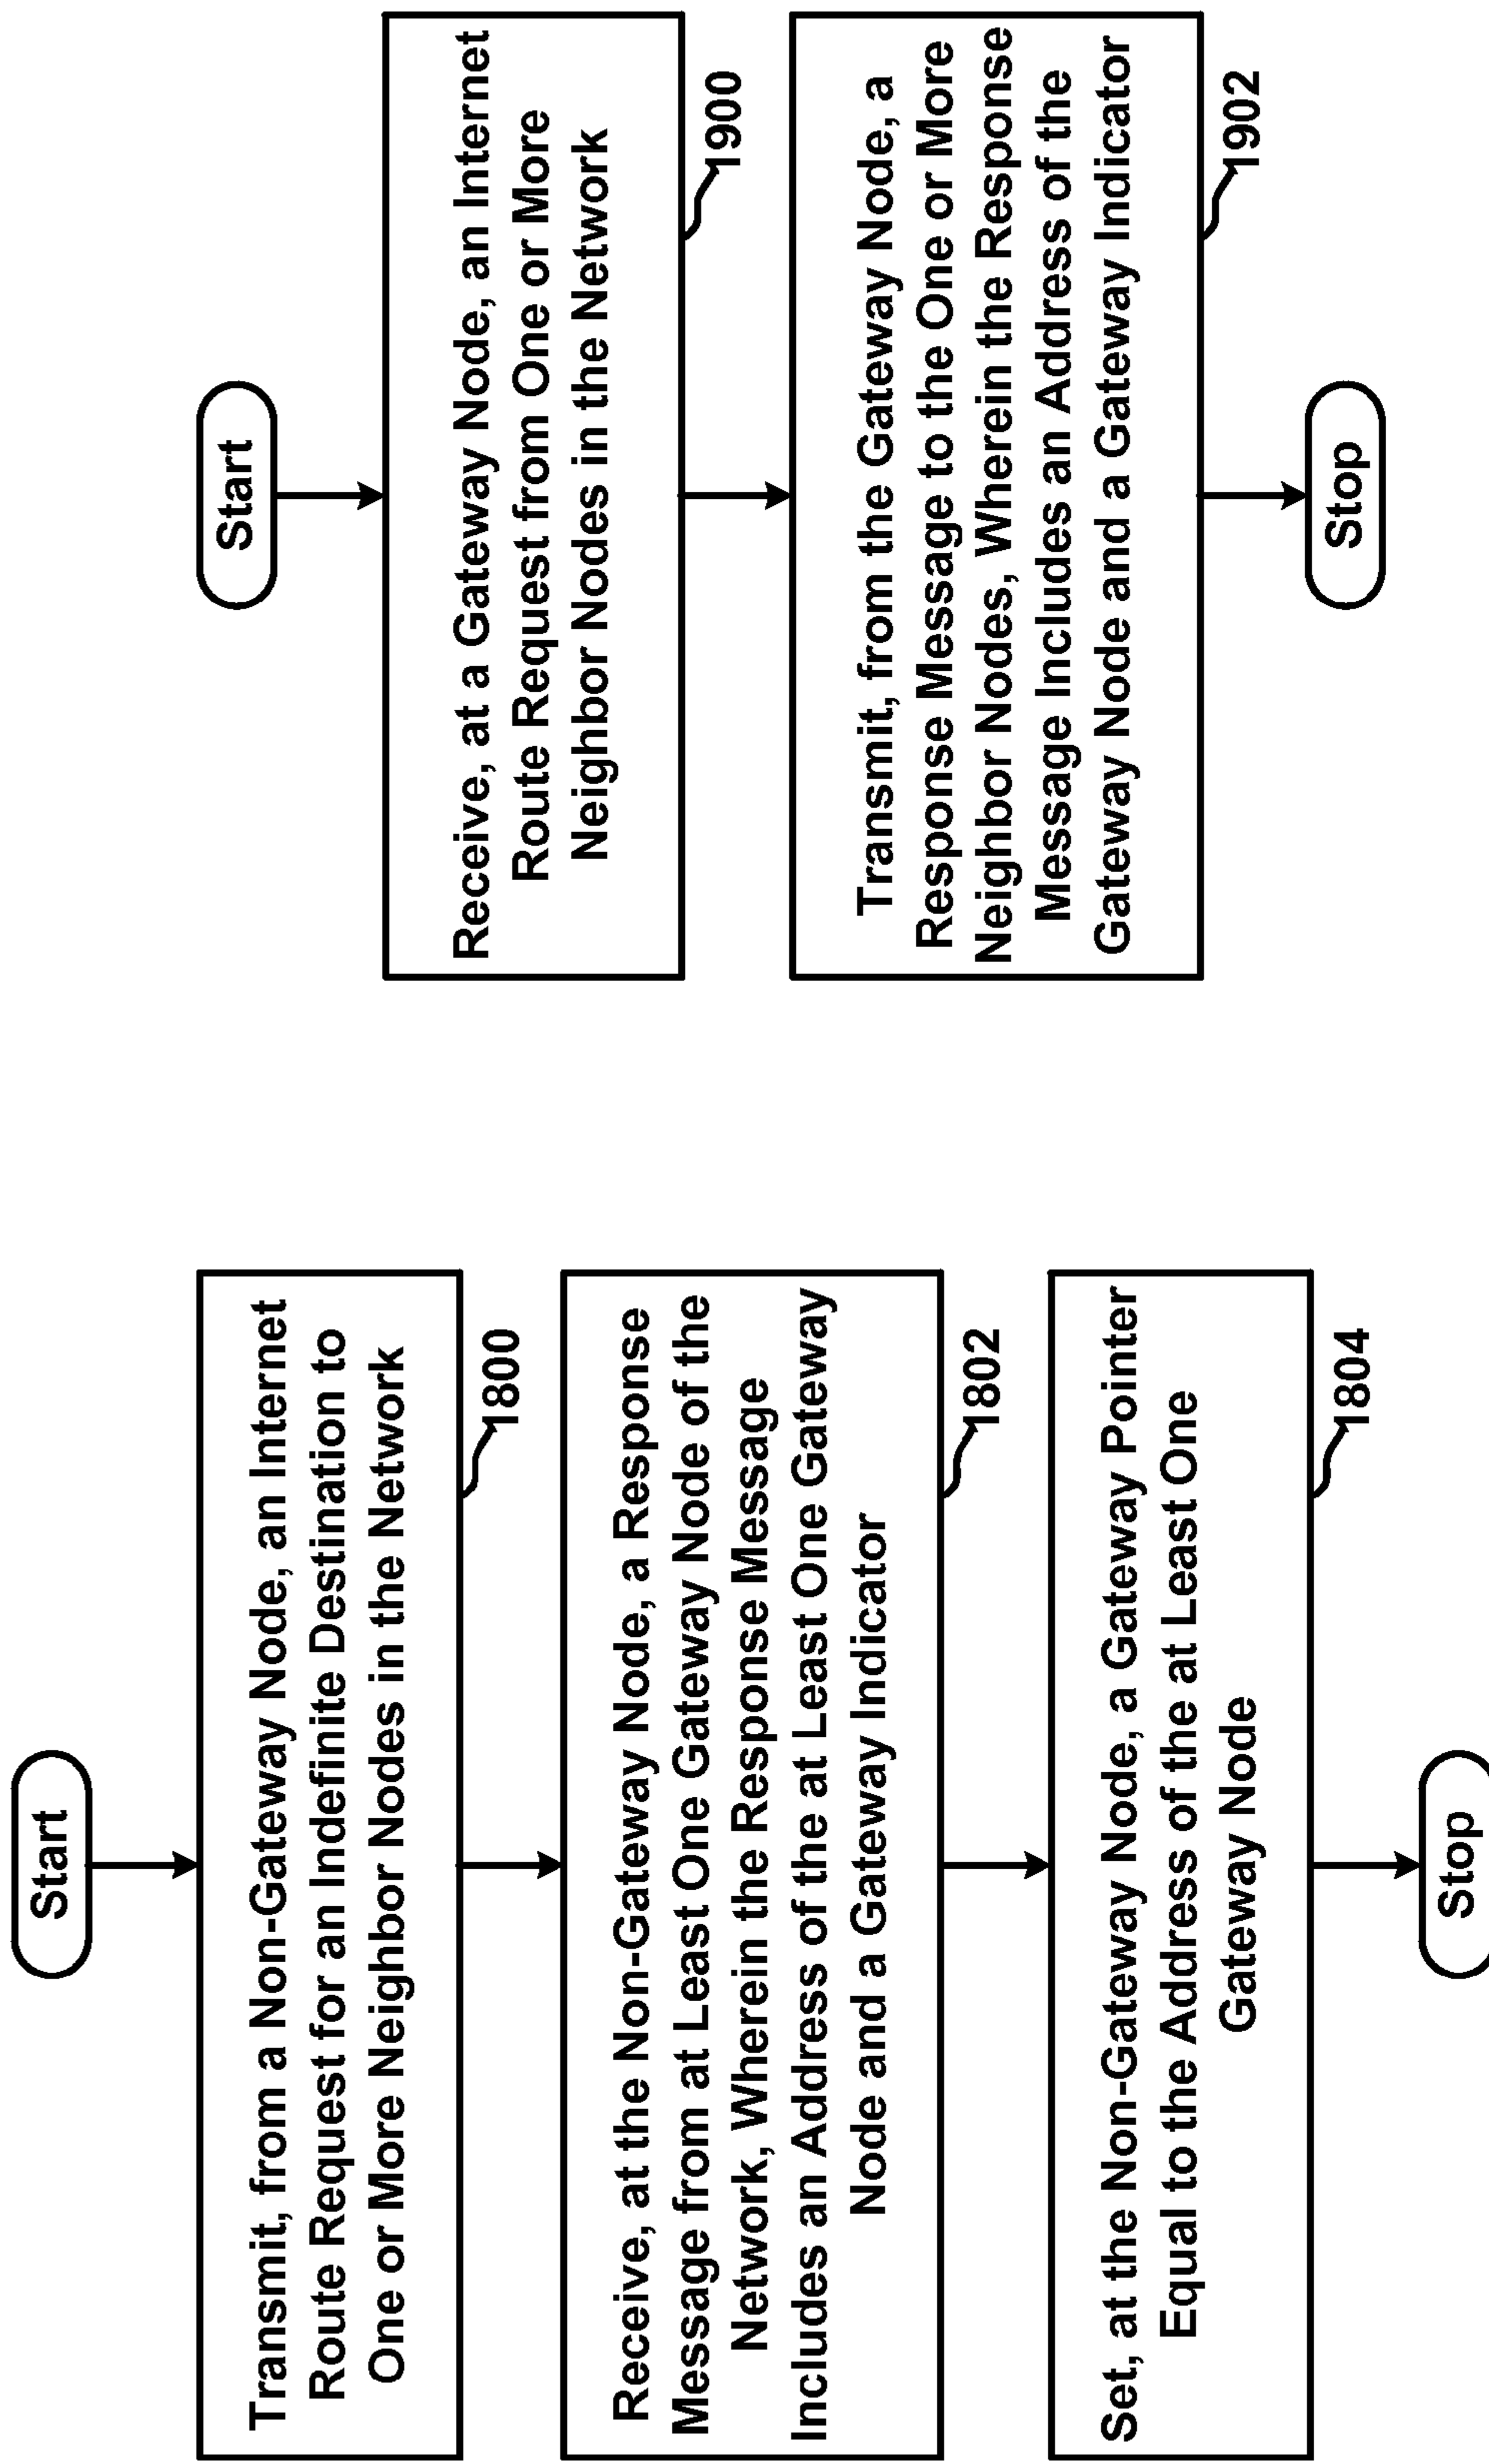 Start
Transmit, from a Non-Gateway Node, an Internet
Route Request for an Indefinite Destination to
One or More Neighbor Nodes in the Network
1800
Receive, at the Non-Gateway Node, a Response
Message from at Least One Gateway Node of the
Network, Wherein the Response Message
Includes an Address of the at Least One Gateway
Node and a Gateway Indicator
1802
Set, at the Non-Gateway Node, a Gateway Pointer
Equal to the Address of the at Least One
Gateway Node
1804
Stop
Start
Receive, at a Gateway Node, an Internet
Route Request from One or More
Neighbor Nodes in the Network
1900
Transmit, from the Gateway Node, a
Response Message to the One or More
Neighbor Nodes, Wherein the Response
Message Includes an Address of the
Gateway Node and a Gateway Indicator
1902
Stop